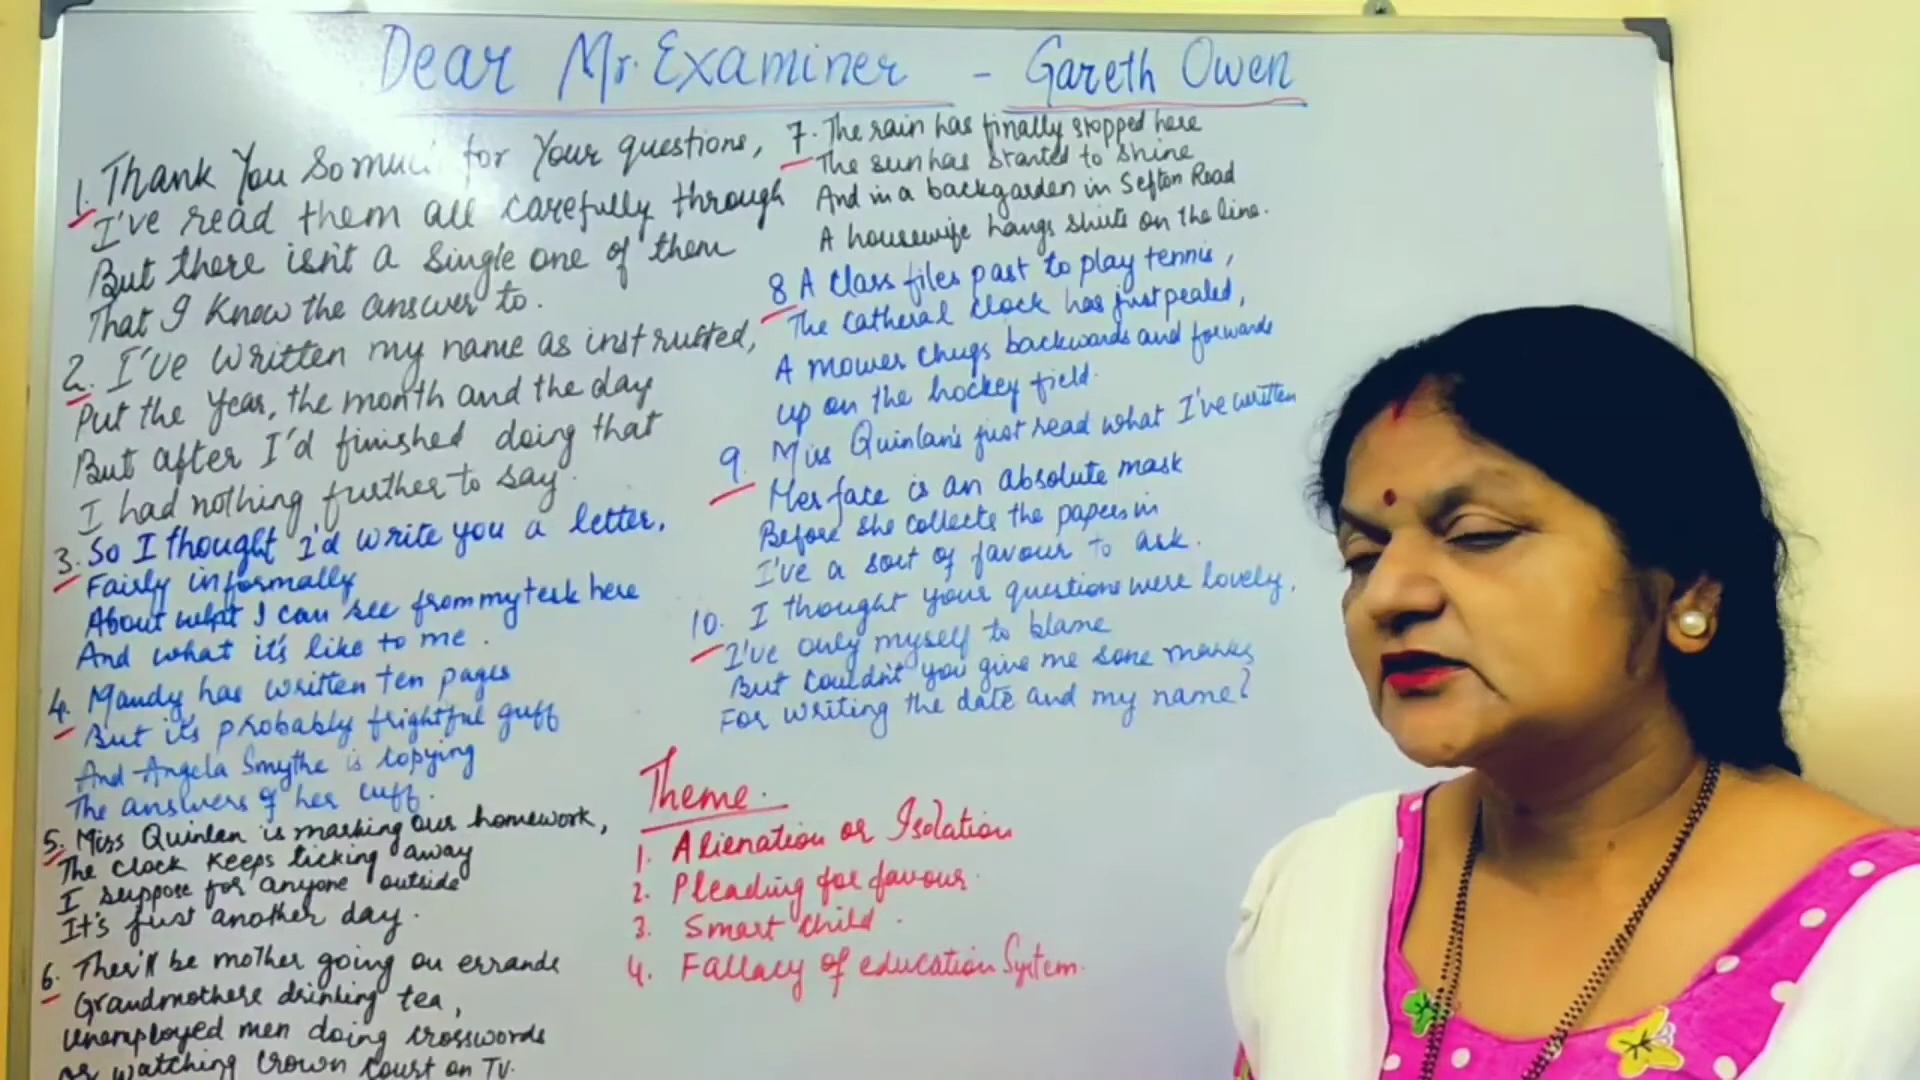 Dear Mr. Examiner - Gareth Owen
1. Thank You So much for Your questions,
I've read them all carefully through
But there isn't a single one of them
That I know the answer to.
2. I've written my name as instructed,
Put the Year, the month and the day
But after I'd finished doing that
I had nothing further to say.
3. So I thought I'd write you a letter,
Fairly informally
About what I can see from my desk here
And what it's like to me.
4. Mandy has written ten pages
But it's probably frightful guff
And Angela Smythe is copying
The answers of her cuff.
5. Miss Quinlan is marking our homework,
The clock keeps ticking away
I suppose for anyone outside
It's just another day.
6. Ther'll be mother going on errands
Grandmothers drinking tea,
Unemployed men doing crosswords
or watching Crown Court on TV.
7. The rain has finally stopped here
The sun has started to shine
And in a backgarden in Sefton Road
A housewife hangs shirts on the line.
8 A class files past to play tennis,
The Catheral clock has just pealed,
A mower chugs backwards and forwards
up on the hockey field.
9. Miss Quinlan's just read what I've written
Her face is an absolute mask
Before she collects the papers in
I've a sort of favour to ask.
10. I thought your questions were lovely,
I've only myself to blame
But couldn't you give me some marks
For writing the date and my name?
Theme.
1. Alienation or Isolation
2. Pleading for favour.
3. Smart child.
4. Fallacy of education System.